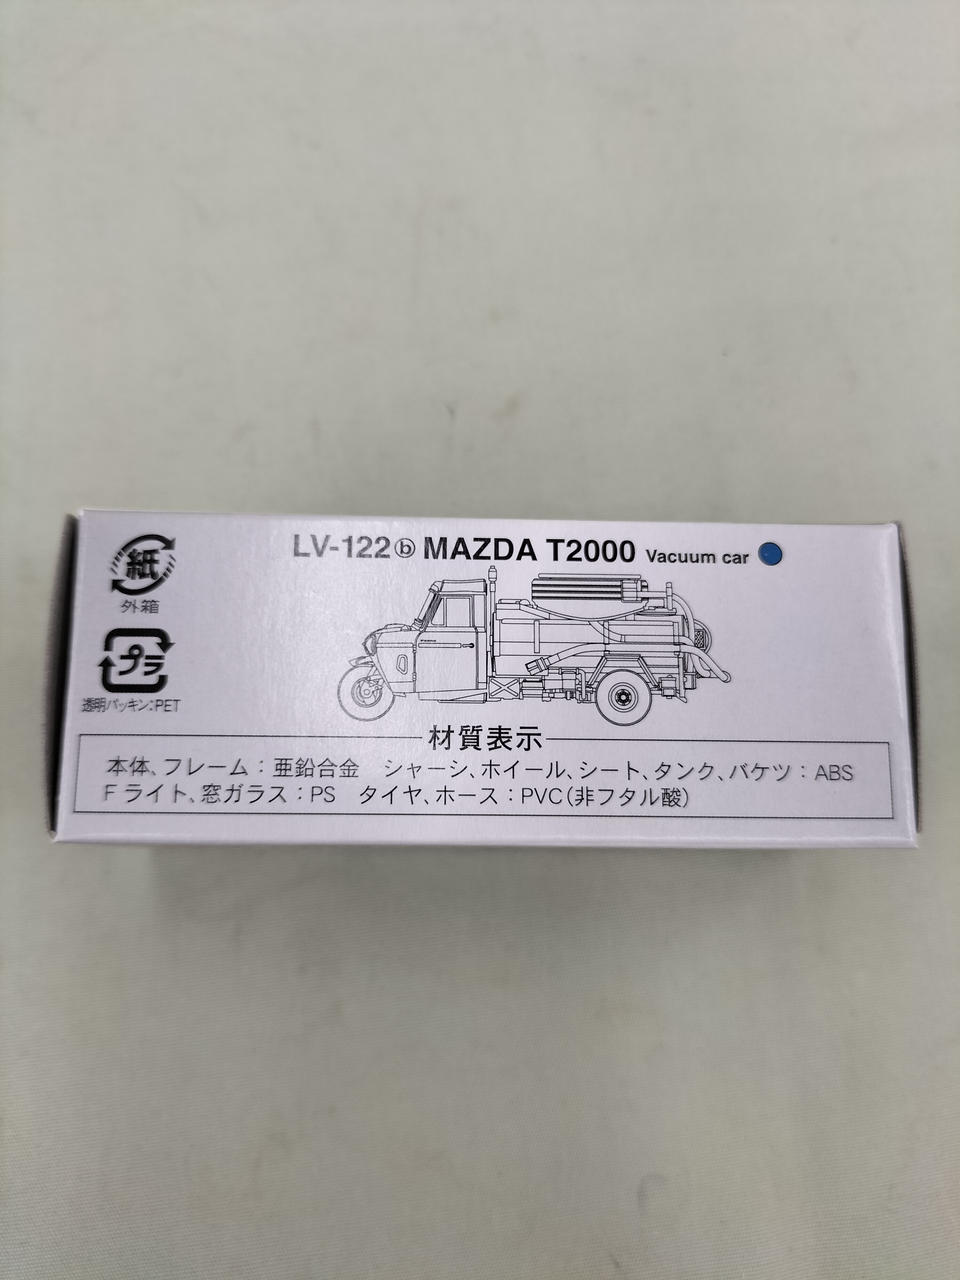 紙
外箱
プラ
透明パッキン:PET
LV-122ⓑ MAZDA T2000 Vacuum car
材質表示
本体、フレーム：亜鉛合金　シャーシ、ホイール、シート、タンク、バケツ：ABS
Fライト、窓ガラス：PS　タイヤ、ホース：PVC(非フタル酸)